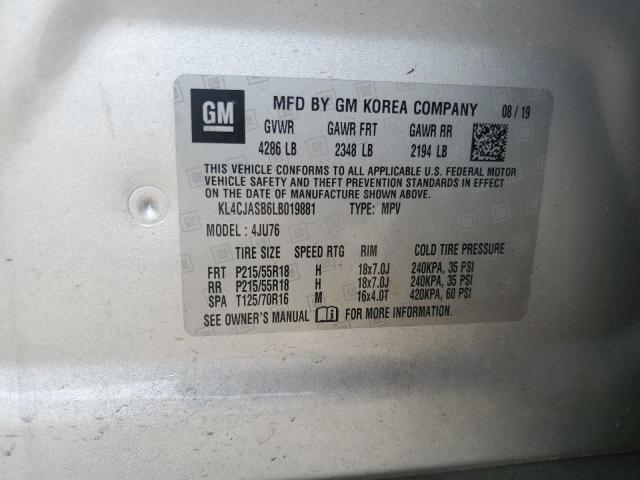 GM
MFD BY GM KOREA COMPANY 08 / 19
GVWR GAWR FRT GAWR RR
4286 LB 2348 LB 2194 LB
THIS VEHICLE CONFORMS TO ALL APPLICABLE U.S. FEDERAL MOTOR
VEHICLE SAFETY AND THEFT PREVENTION STANDARDS IN EFFECT
ON THE DATE OF MANUFACTURE SHOWN ABOVE.
KL4CJASB6LB019881 TYPE: MPV
MODEL : 4JU76
TIRE SIZE SPEED RTG RIM COLD TIRE PRESSURE
FRT P215/55R18 H 18x7.0J 240KPA, 35 PSI
RR P215/55R18 H 18x7.0J 240KPA, 35 PSI
SPA T125/70R16 M 16x4.0T 420KPA, 60 PSI
SEE OWNER'S MANUAL FOR MORE INFORMATION.